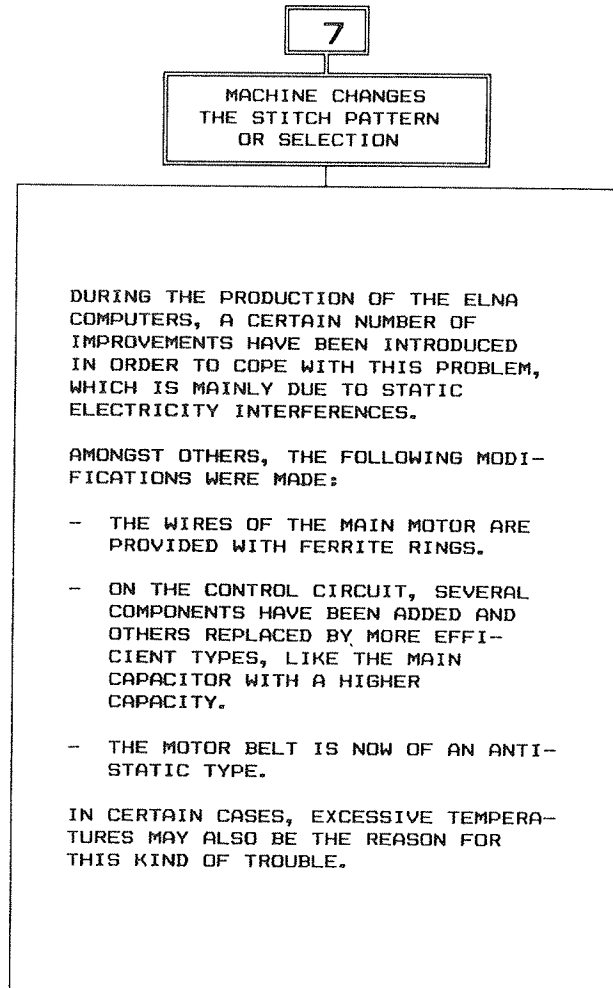 7
MACHINE CHANGES
THE STITCH PATTERN
OR SELECTION
DURING THE PRODUCTION OF THE ELNA
COMPUTERS, A CERTAIN NUMBER OF
IMPROVEMENTS HAVE BEEN INTRODUCED
IN ORDER TO COPE WITH THIS PROBLEM,
WHICH IS MAINLY DUE TO STATIC
ELECTRICITY INTERFERENCES.
AMONGST OTHERS, THE FOLLOWING MODI-
FICATIONS WERE MADE:
- THE WIRES OF THE MAIN MOTOR ARE
PROVIDED WITH FERRITE RINGS.
- ON THE CONTROL CIRCUIT, SEVERAL
COMPONENTS HAVE BEEN ADDED AND
OTHERS REPLACED BY MORE EFFI-
CIENT TYPES, LIKE THE MAIN
CAPACITOR WITH A HIGHER
CAPACITY.
- THE MOTOR BELT IS NOW OF AN ANTI-
STATIC TYPE.
IN CERTAIN CASES, EXCESSIVE TEMPERA-
TURES MAY ALSO BE THE REASON FOR
THIS KIND OF TROUBLE.